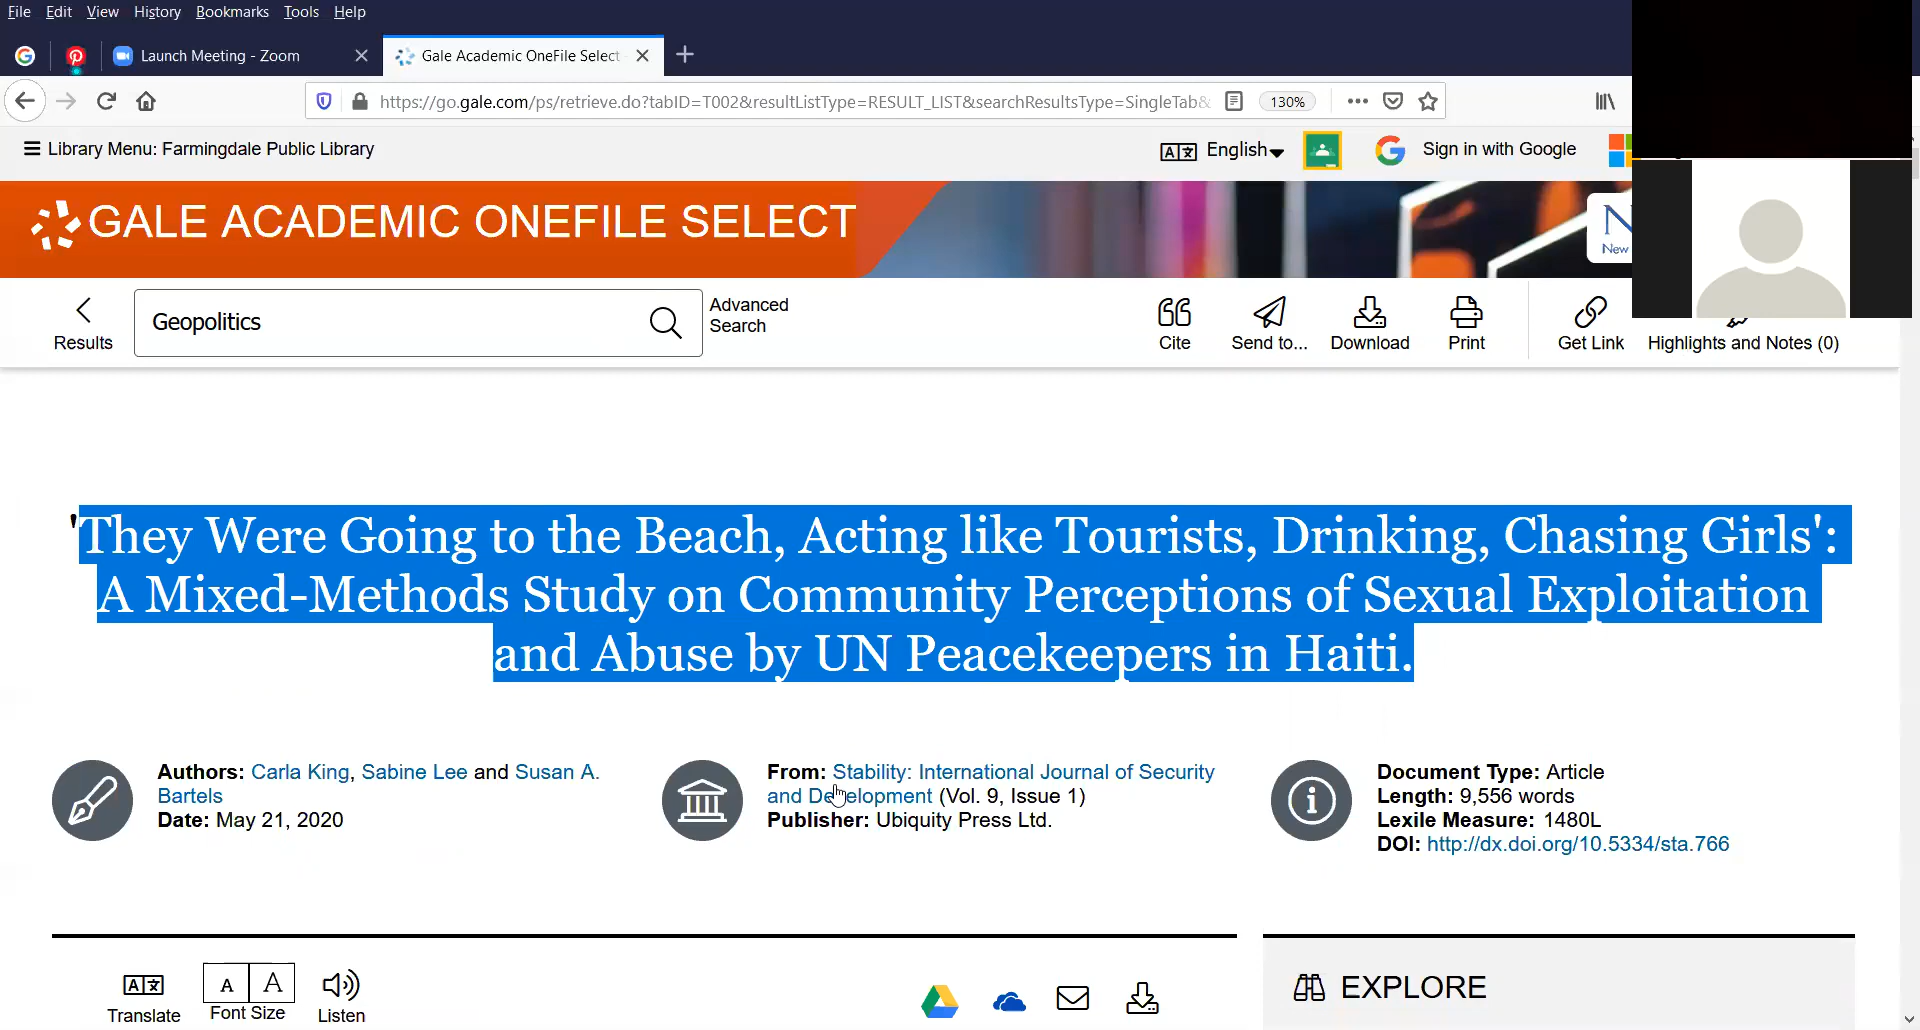 File Edit View History Bookmarks Tools Help
Launch Meeting - Zoom
Gale Academic OneFile Select
https://go.gale.com/ps/retrieve.do?tabID=T002&resultListType=RESULT_LIST&searchResultsType=SingleTab&
130%
Library Menu: Farmingdale Public Library
English
Sign in with Google
GALE ACADEMIC ONEFILE SELECT
N
New
Results
Geopolitics
Advanced
Search
Cite
Send to...
Download
Print
Get Link
Highlights and Notes (0)
'They Were Going to the Beach, Acting like Tourists, Drinking, Chasing Girls':
A Mixed-Methods Study on Community Perceptions of Sexual Exploitation
and Abuse by UN Peacekeepers in Haiti.
Authors: Carla King, Sabine Lee and Susan A.
Bartels
Date: May 21, 2020
From: Stability: International Journal of Security
and Development (Vol. 9, Issue 1)
Publisher: Ubiquity Press Ltd.
Document Type: Article
Length: 9,556 words
Lexile Measure: 1480L
DOI: http://dx.doi.org/10.5334/sta.766
Translate
A A
Font Size
Listen
EXPLORE